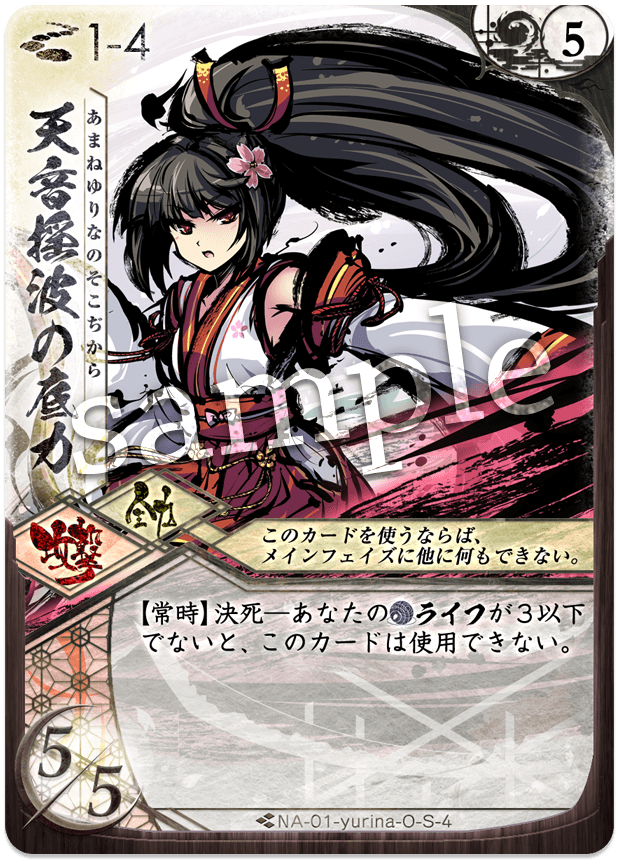 1-4
5
天音揺波の底力
あまねゆりなのそこぢから
sample
攻撃
全力
このカードを使うならば、
メインフェイズに他に何もできない。
【常時】決死―あなたのライフが3以下
でないと、このカードは使用できない。
5/5
NA-01-yurina-O-S-4